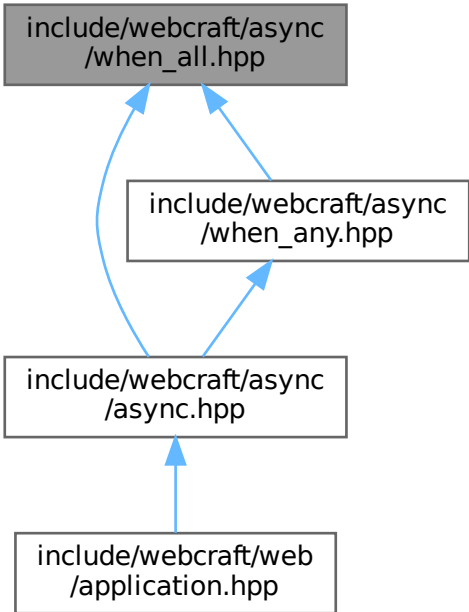 include/webcraft/async
/when_all.hpp
include/webcraft/async
/when_any.hpp
include/webcraft/async
/async.hpp
include/webcraft/web
/application.hpp